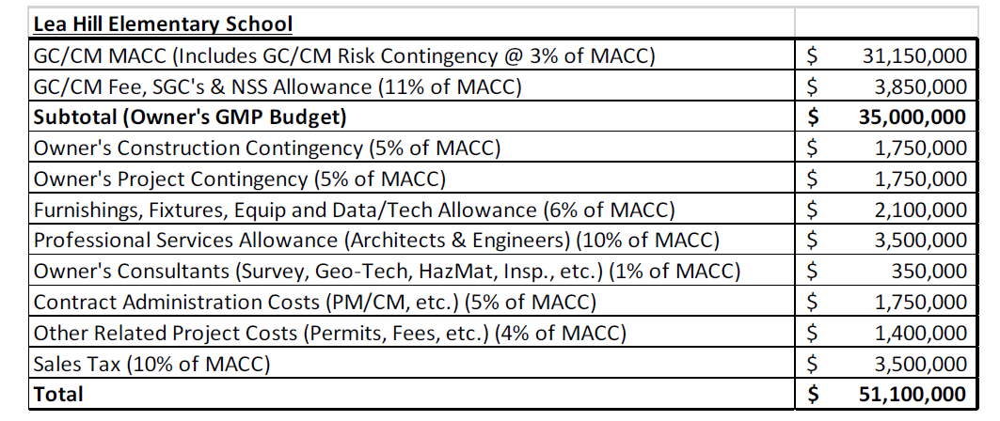 Lea Hill Elementary School
GC/CM MACC (Includes GC/CM Risk Contingency @ 3% of MACC) $ 31,150,000
GC/CM Fee, SGC's & NSS Allowance (11% of MACC) $ 3,850,000
Subtotal (Owner's GMP Budget) $ 35,000,000
Owner's Construction Contingency (5% of MACC) $ 1,750,000
Owner's Project Contingency (5% of MACC) $ 1,750,000
Furnishings, Fixtures, Equip and Data/Tech Allowance (6% of MACC) $ 2,100,000
Professional Services Allowance (Architects & Engineers) (10% of MACC) $ 3,500,000
Owner's Consultants (Survey, Geo-Tech, HazMat, Insp., etc.) (1% of MACC) $ 350,000
Contract Administration Costs (PM/CM, etc.) (5% of MACC) $ 1,750,000
Other Related Project Costs (Permits, Fees, etc.) (4% of MACC) $ 1,400,000
Sales Tax (10% of MACC) $ 3,500,000
Total $ 51,100,000